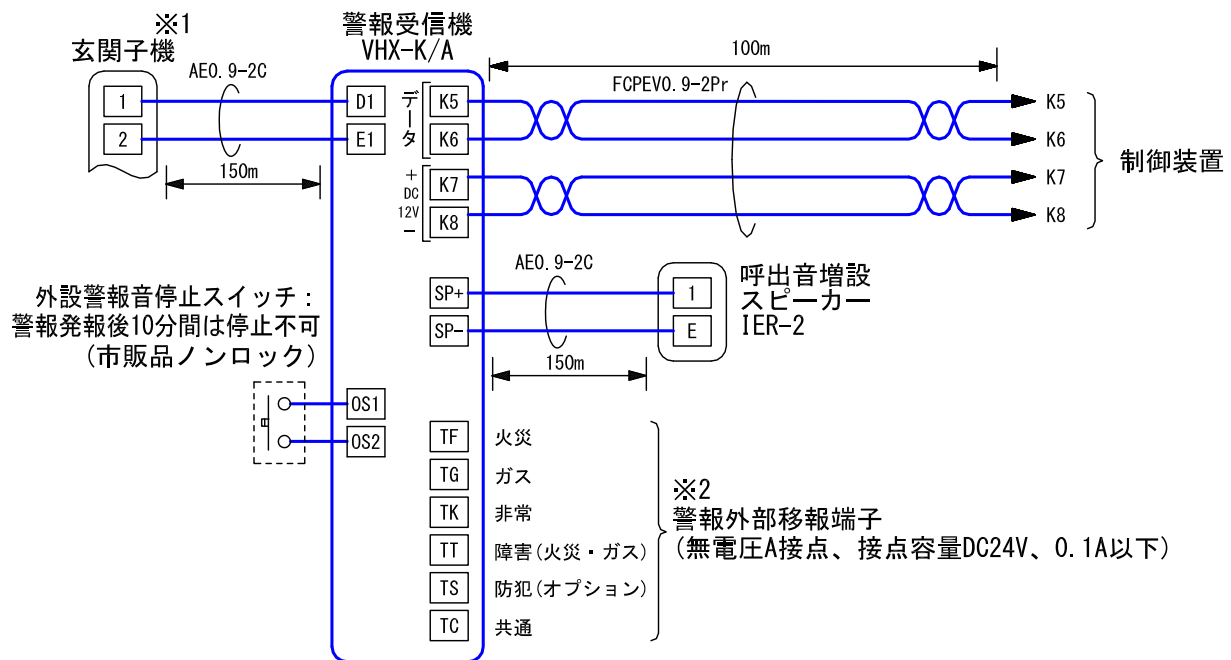 ※1
玄関子機
1
2
AE0.9-2C
150m
警報受信機
VHX-K/A
D1
E1
データ
K5
K6
+
DC
12V
−
K7
K8
100m
FCPEV0.9-2Pr
K5
K6
K7
K8
制御装置
AE0.9-2C
SP+
SP-
150m
1
E
呼出音増設
スピーカー
IER-2
外設警報音停止スイッチ：
警報発報後10分間は停止不可
(市販品ノンロック)
OS1
OS2
TF 火災
TG ガス
TK 非常
TT 障害(火災・ガス)
TS 防犯(オプション)
TC 共通
※2
警報外部移報端子
(無電圧A接点、接点容量DC24V、0.1A以下)